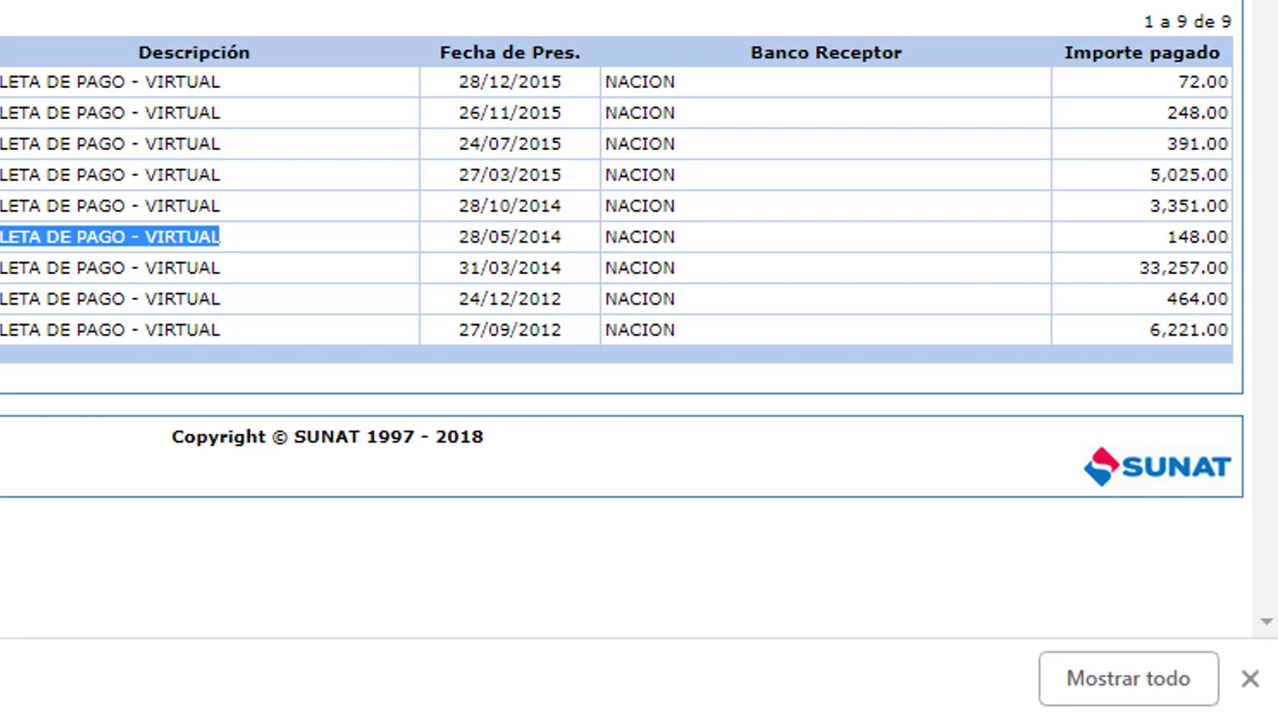 1 a 9 de 9
Descripción Fecha de Pres. Banco Receptor Importe pagado
LETA DE PAGO - VIRTUAL 28/12/2015 NACION 72.00
LETA DE PAGO - VIRTUAL 26/11/2015 NACION 248.00
LETA DE PAGO - VIRTUAL 24/07/2015 NACION 391.00
LETA DE PAGO - VIRTUAL 27/03/2015 NACION 5,025.00
LETA DE PAGO - VIRTUAL 28/10/2014 NACION 3,351.00
LETA DE PAGO - VIRTUAL 28/05/2014 NACION 148.00
LETA DE PAGO - VIRTUAL 31/03/2014 NACION 33,257.00
LETA DE PAGO - VIRTUAL 24/12/2012 NACION 464.00
LETA DE PAGO - VIRTUAL 27/09/2012 NACION 6,221.00
Copyright © SUNAT 1997 - 2018
SUNAT
Mostrar todo